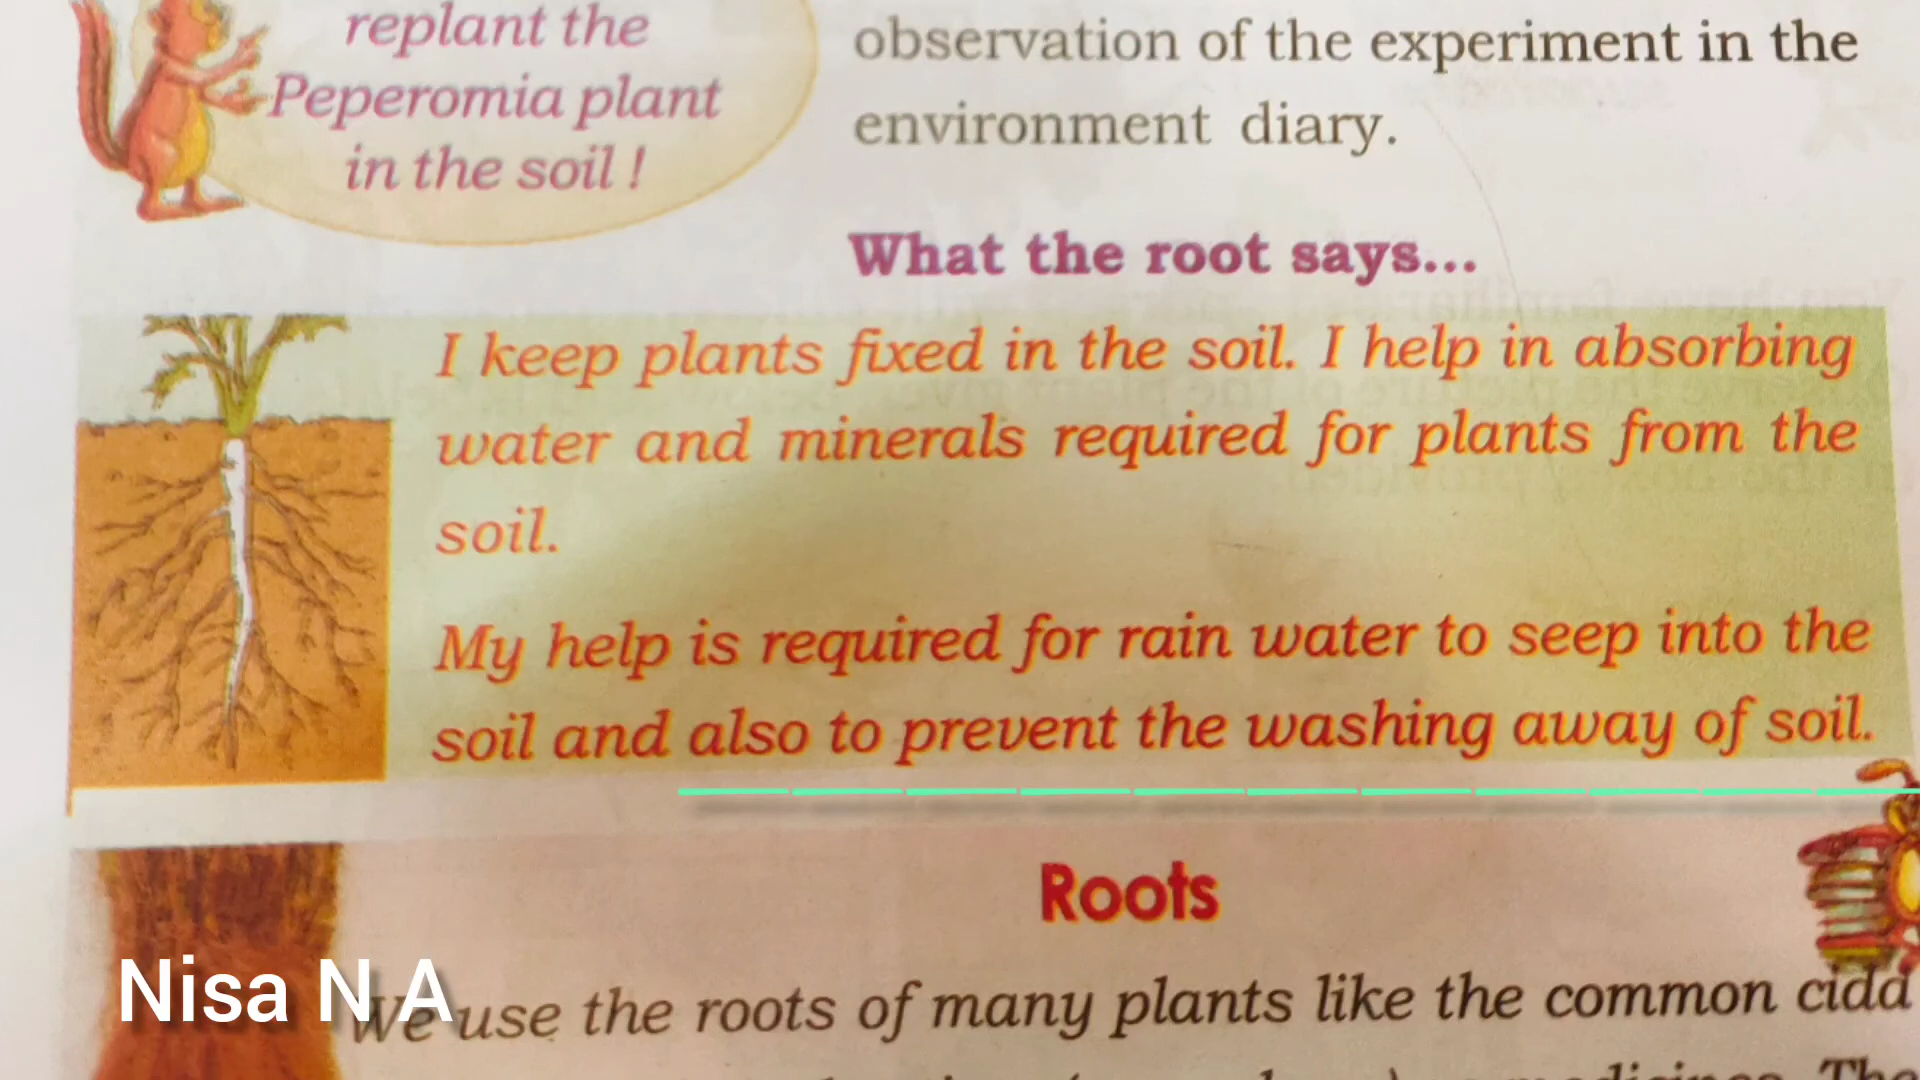 replant the
Peperomia plant
in the soil !
observation of the experiment in the
environment diary.
What the root says...
I keep plants fixed in the soil. I help in absorbing
water and minerals required for plants from the
soil.
My help is required for rain water to seep into the
soil and also to prevent the washing away of soil.
Roots
We use the roots of many plants like the common cidd
Nisa N A